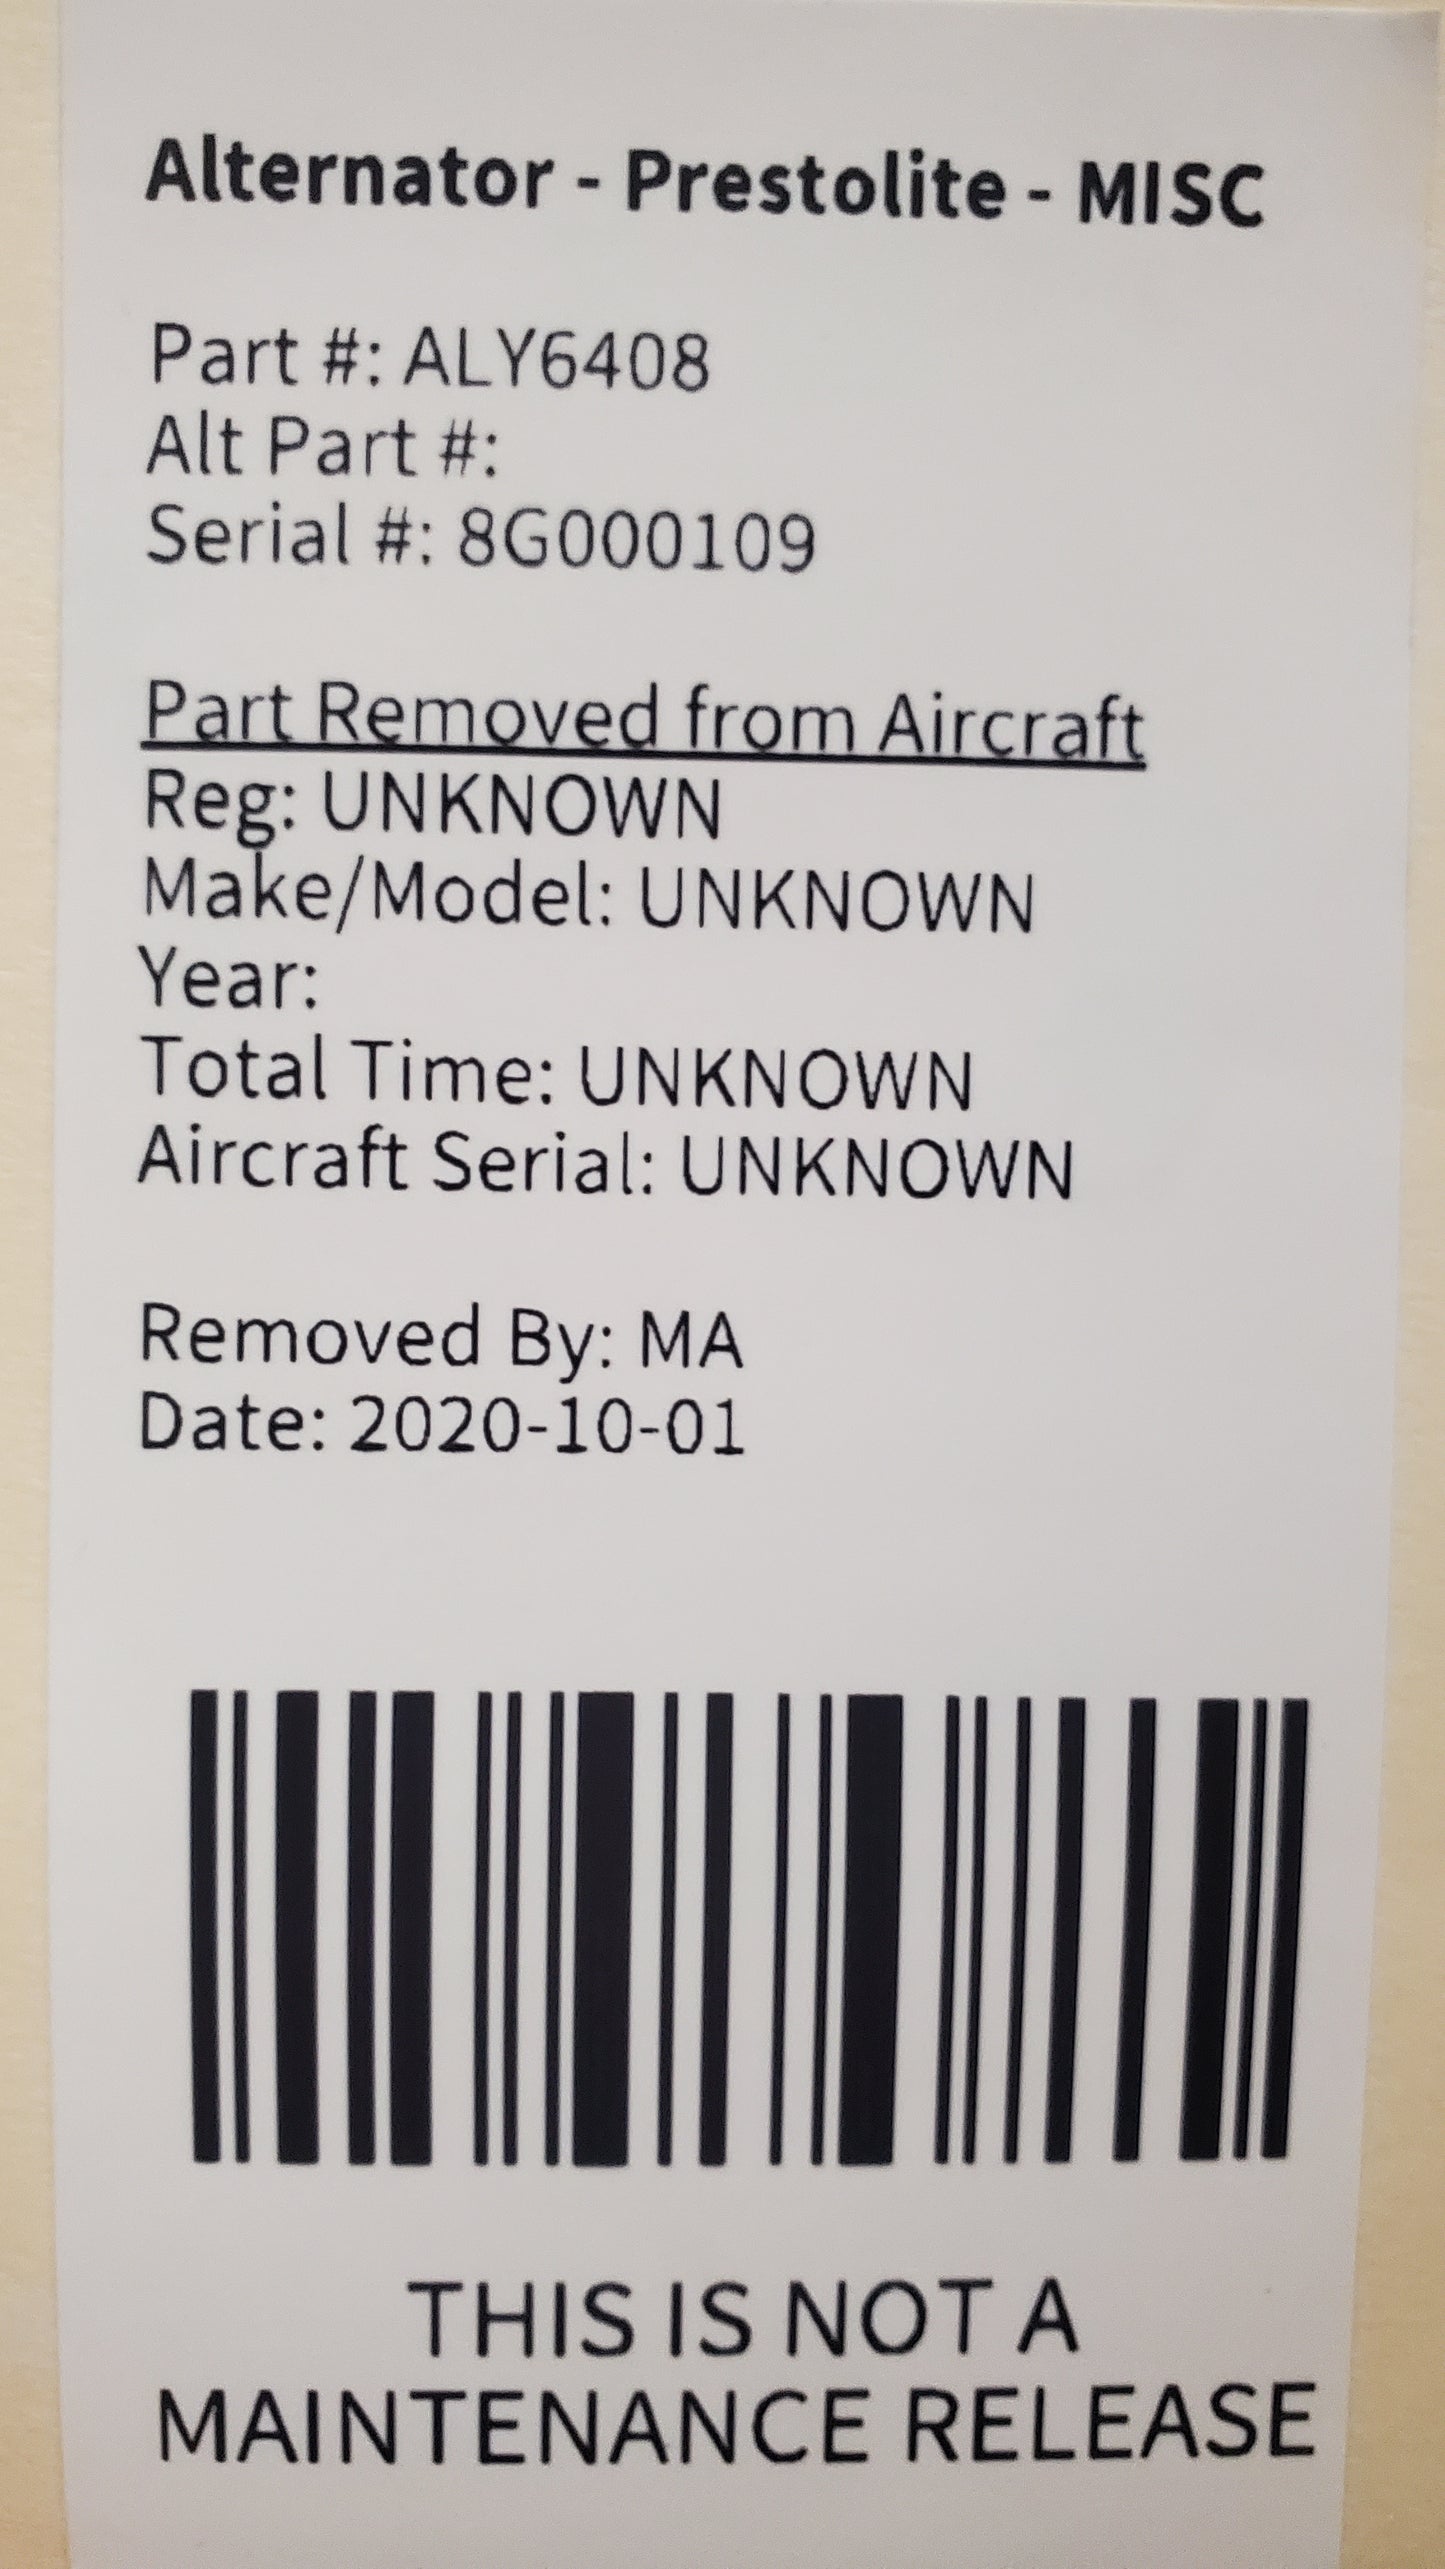 Alternator - Prestolite - MISC
Part #: ALY6408
Alt Part #:
Serial #: 8G000109
Part Removed from Aircraft
Reg: UNKNOWN
Make/Model: UNKNOWN
Year:
Total Time: UNKNOWN
Aircraft Serial: UNKNOWN
Removed By: MA
Date: 2020-10-01
THIS IS NOT A
MAINTENANCE RELEASE